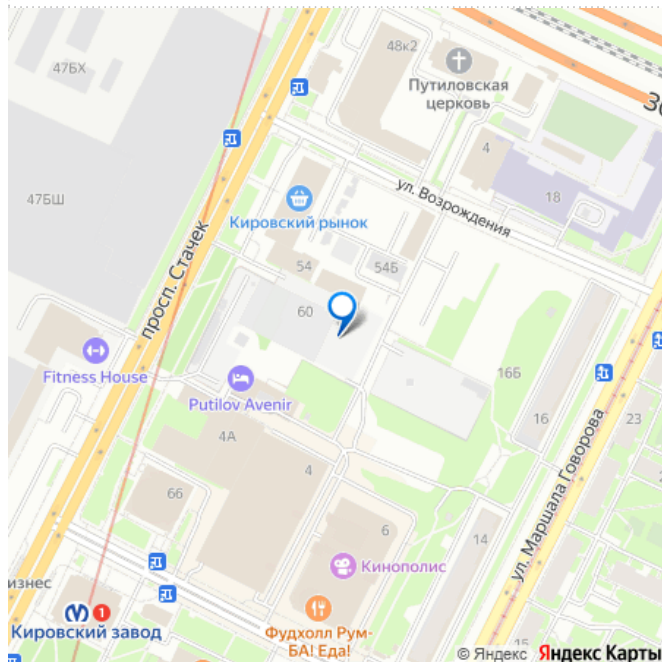 48к2
47БХ
Путиловская
церковь
4
ул. Возрождения
18
47БШ
Кировский рынок
просп. Стачек
54
54Б
60
Fitness House
Putilov Avenir
16Б
16
23
4А
4
ул. Маршала Говорова
66
6
14
Кинополис
изнес
1
Кировский завод
Фудхолл Рум-
БА! Еда!
15
© Яндекс Яндекс Карты